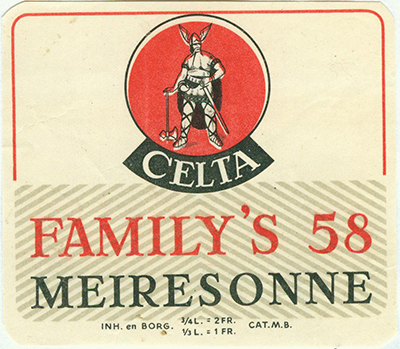 CELTA
FAMILY'S 58
MEIRESONNE
INH. en BORG. 3/4 L. = 2 FR. CAT. M.B.
1/3 L. = 1 FR.